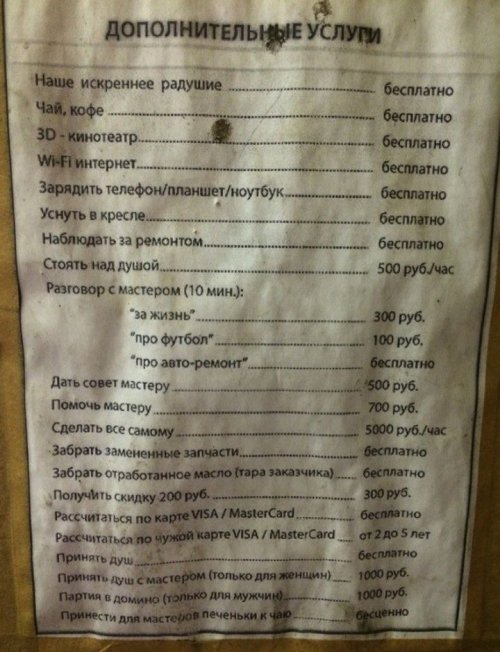 ДОПОЛНИТЕЛЬНЫЕ УСЛУГИ
Наше искреннее радушие бесплатно
Чай, кофе бесплатно
3D - кинотеатр бесплатно
Wi-Fi интернет бесплатно
Зарядить телефон/планшет/ноутбук бесплатно
Уснуть в кресле бесплатно
Наблюдать за ремонтом бесплатно
Стоять над душой 500 руб./час
Разговор с мастером (10 мин.):
"за жизнь" 300 руб.
"про футбол" 100 руб.
"про авто-ремонт" бесплатно
Дать совет мастеру 500 руб.
Помочь мастеру 700 руб.
Сделать все самому 5000 руб./час
Забрать замененные запчасти бесплатно
Забрать отработанное масло (тара заказчика) бесплатно
Получить скидку 200 руб. 300 руб.
Рассчитаться по карте VISA / MasterCard бесплатно
Рассчитаться по чужой карте VISA / MasterCard от 2 до 5 лет
Принять душ бесплатно
Принять душ с мастером (только для женщин) 1000 руб.
Партия в домино (только для мужчин) 1000 руб.
Принести для мастеров печеньки к чаю бесценно